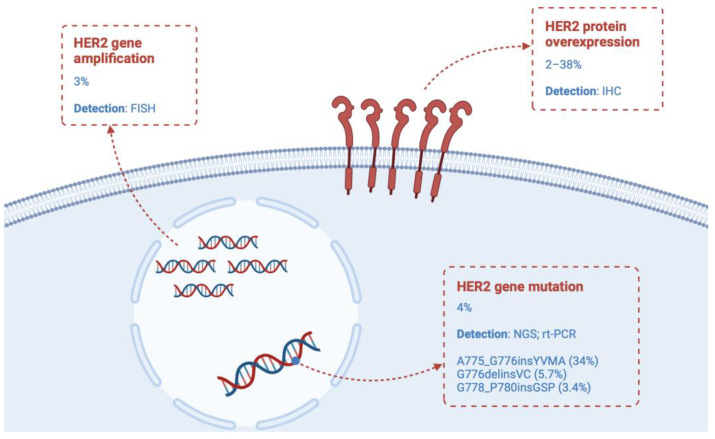 HER2 gene
amplification
3%
Detection: FISH
HER2 protein
overexpression
2–38%
Detection: IHC
HER2 gene mutation
4%
Detection: NGS; rt-PCR
A775_G776insYVMA (34%)
G776delinsVC (5.7%)
G778_P780insGSP (3.4%)